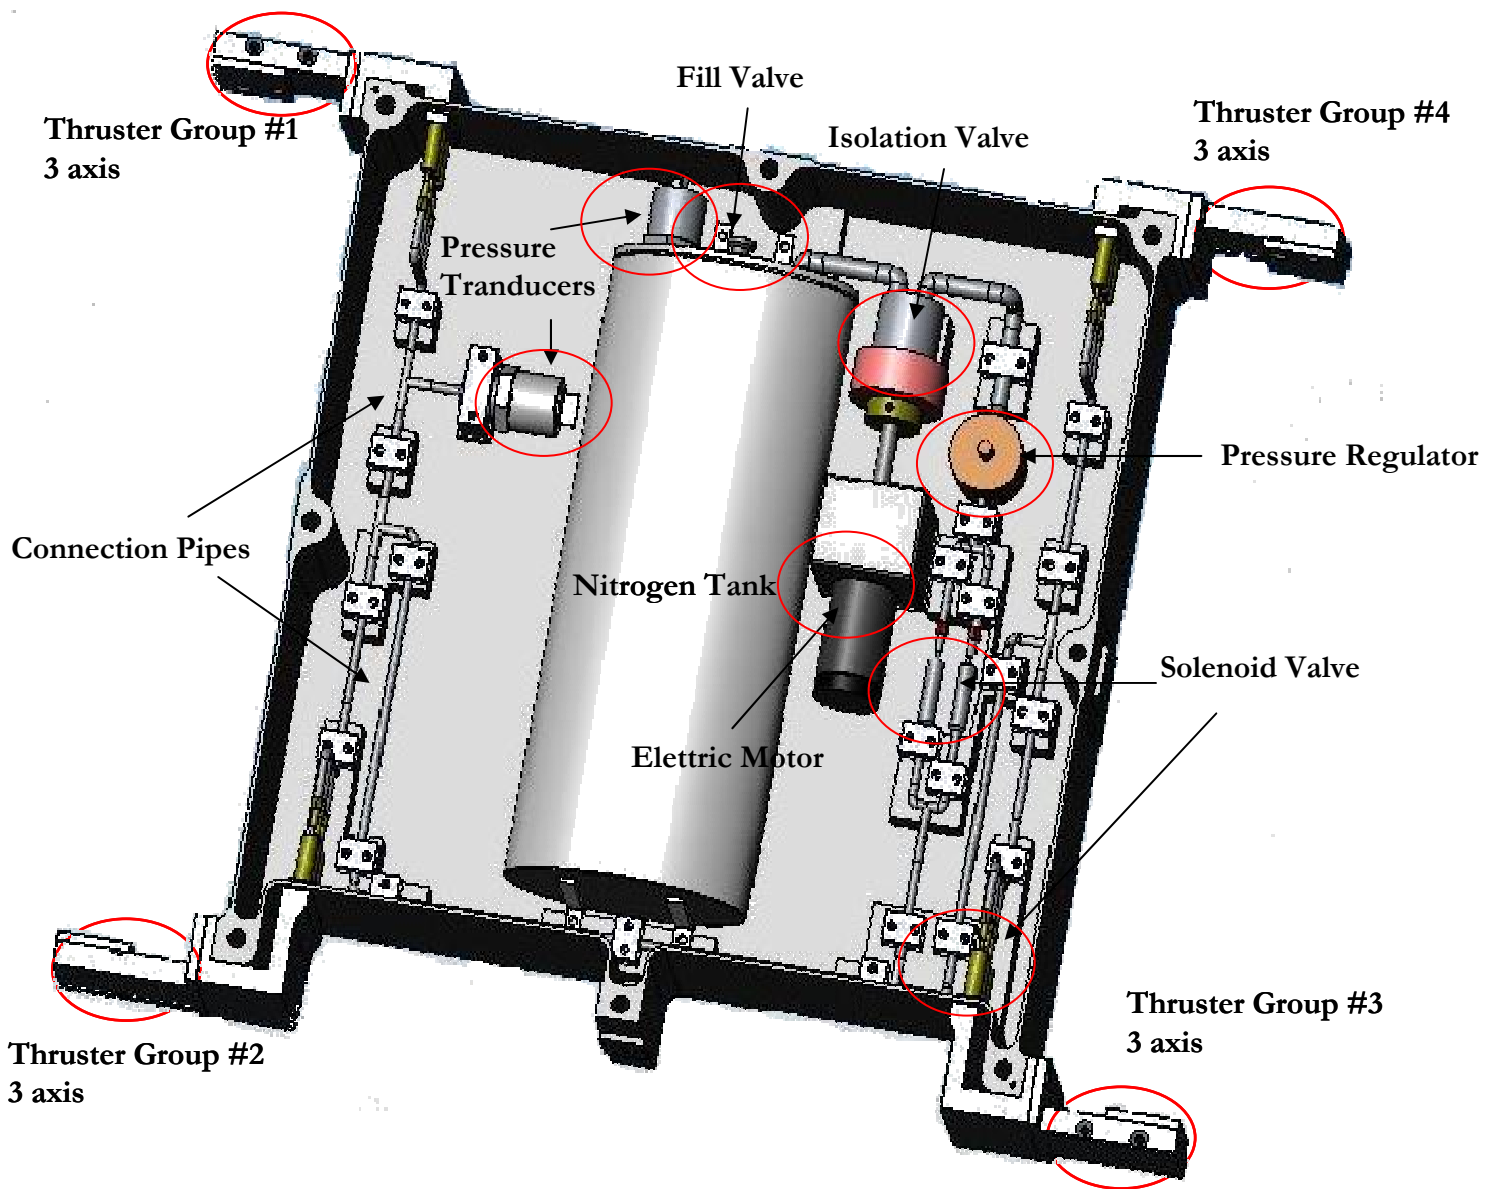 Fill Valve
Thruster Group #1
3 axis
Isolation Valve
Thruster Group #4
3 axis
Pressure
Tranducers
Pressure Regulator
Connection Pipes
Nitrogen Tank
Solenoid Valve
Elettric Motor
Thruster Group #3
3 axis
Thruster Group #2
3 axis